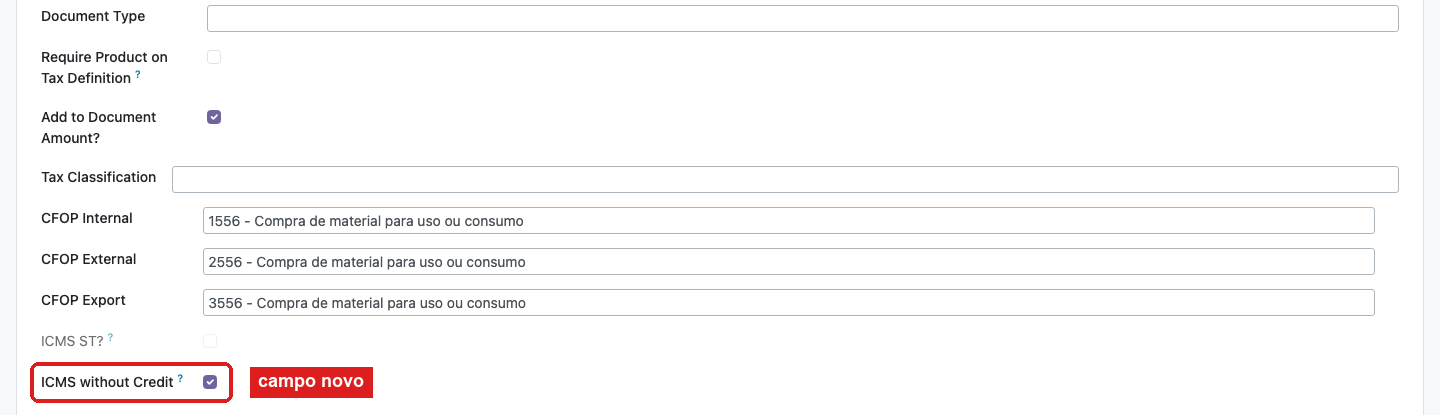 Document Type
Require Product on
Tax Definition ?
Add to Document
Amount?
Tax Classification
CFOP Internal
1556 - Compra de material para uso ou consumo
CFOP External
2556 - Compra de material para uso ou consumo
CFOP Export
3556 - Compra de material para uso ou consumo
ICMS ST? ?
ICMS without Credit ?
campo novo